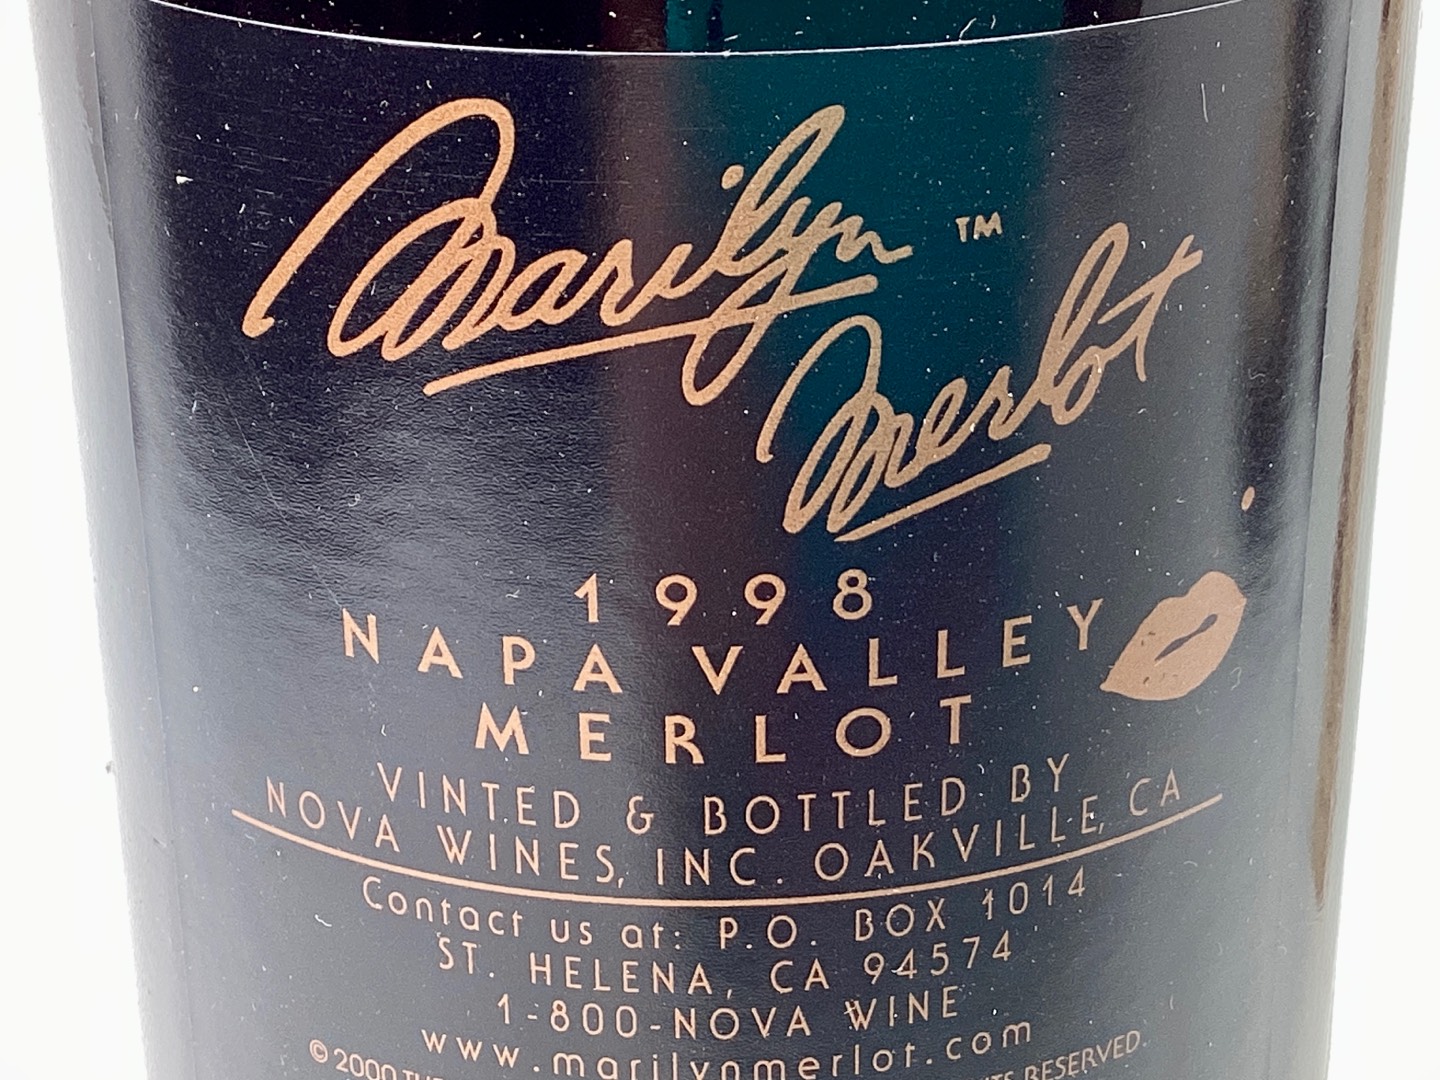 Marilyn ™
Merlot
1998
NAPA VALLEY
MERLOT
VINTED & BOTTLED BY
NOVA WINES, INC. OAKVILLE, CA
Contact us at: P.O. BOX 1014
ST. HELENA, CA 94574
1-800-NOVA WINE
www.marilynmerlot.com
© 2000 RESERVED.